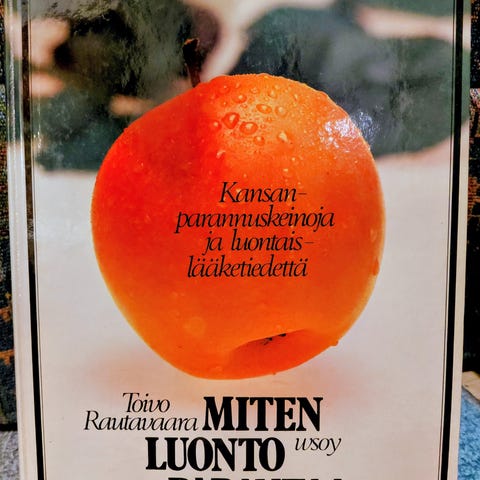 Kansan-
parannuskeinoja
ja luontais-
lääketiedettä
Toivo
Rautavaara MITEN
LUONTO wsoy